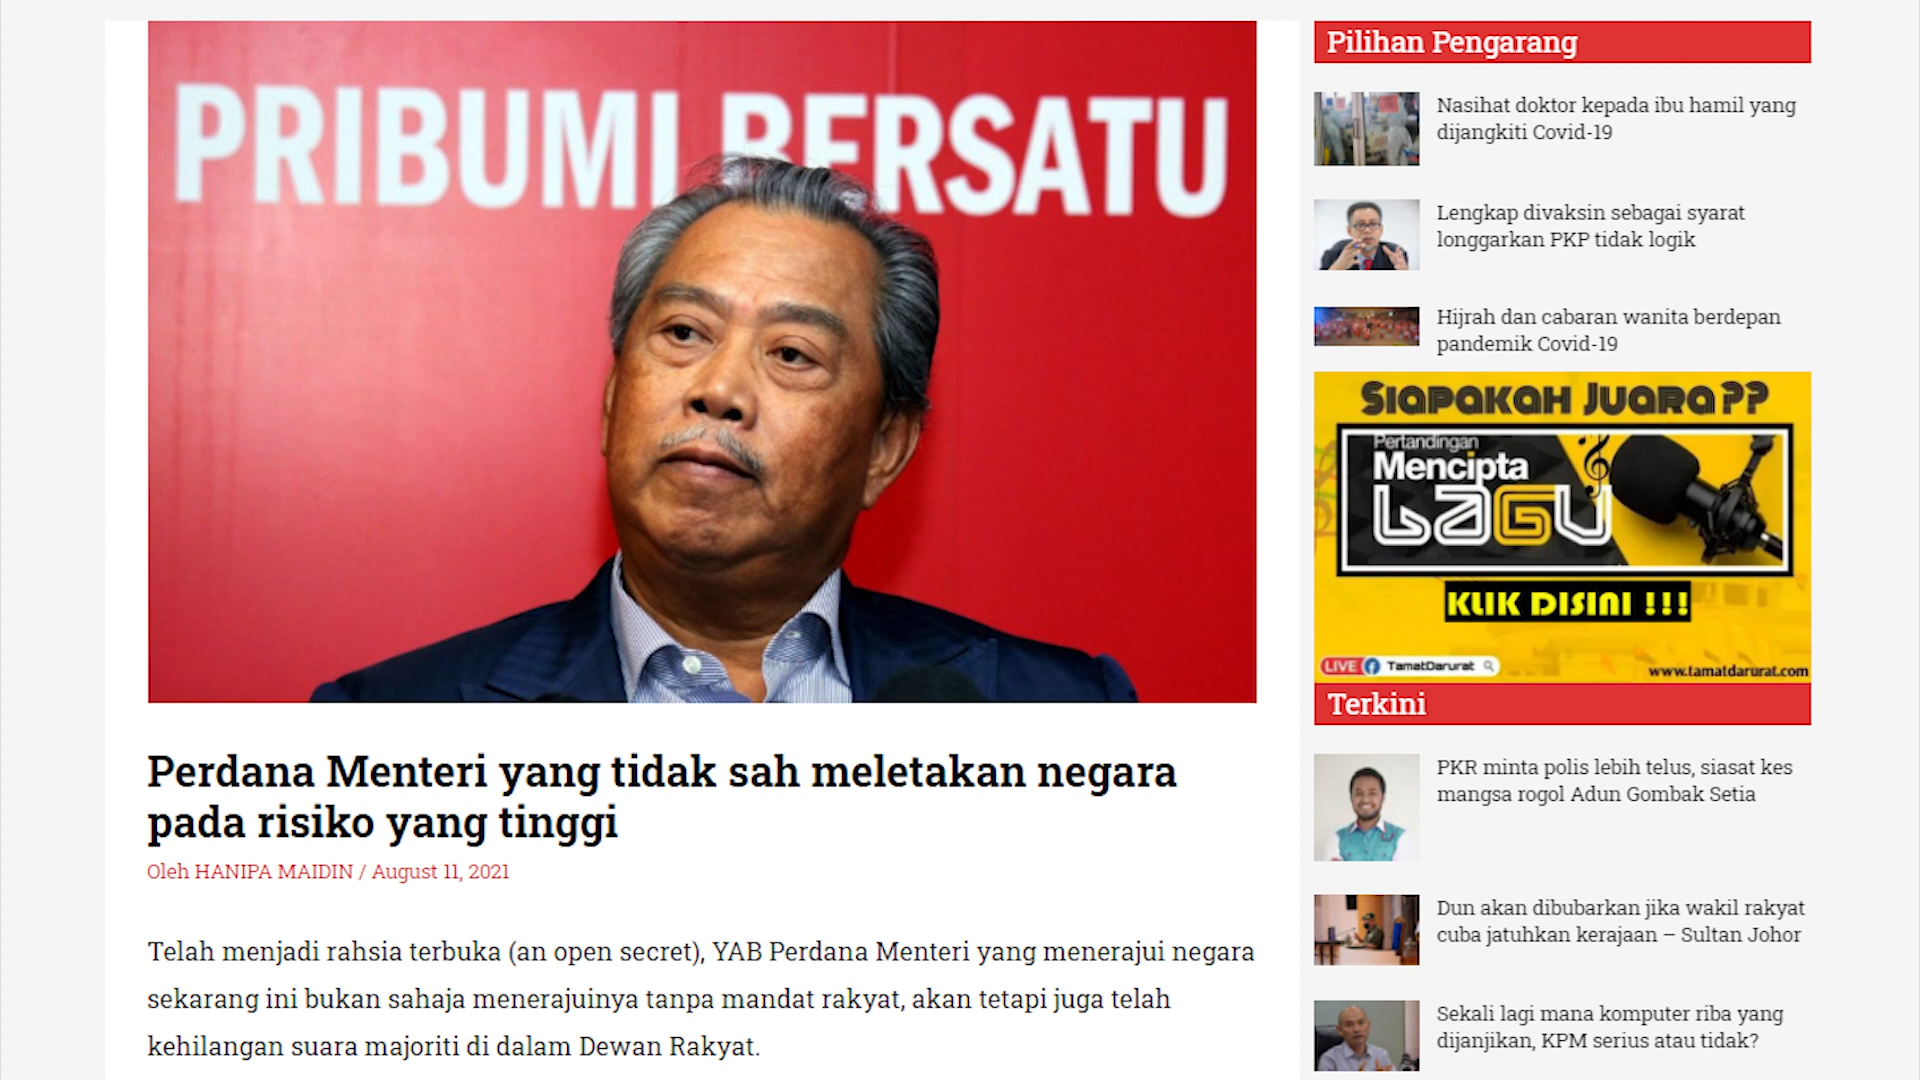 PRIBUMI BERSATU
Perdana Menteri yang tidak sah meletakan negara
pada risiko yang tinggi
Oleh HANIPA MAIDIN / August 11, 2021
Telah menjadi rahsia terbuka (an open secret), YAB Perdana Menteri yang menerajui negara
sekarang ini bukan sahaja menerajuinya tanpa mandat rakyat, akan tetapi juga telah
kehilangan suara majoriti di dalam Dewan Rakyat.
Pilihan Pengarang
Nasihat doktor kepada ibu hamil yang
dijangkiti Covid-19
Lengkap divaksin sebagai syarat
longgarkan PKP tidak logik
Hijrah dan cabaran wanita berdepan
pandemik Covid-19
SIAPAKAH JUARA??
Pertandingan
Mencipta
LAGU
KLIK DISINI !!!
LIVE TamatDarurat
www.tamatdarurat.com
Terkini
PKR minta polis lebih telus, siasat kes
mangsa rogol Adun Gombak Setia
Dun akan dibubarkan jika wakil rakyat
cuba jatuhkan kerajaan – Sultan Johor
Sekali lagi mana komputer riba yang
dijanjikan, KPM serius atau tidak?